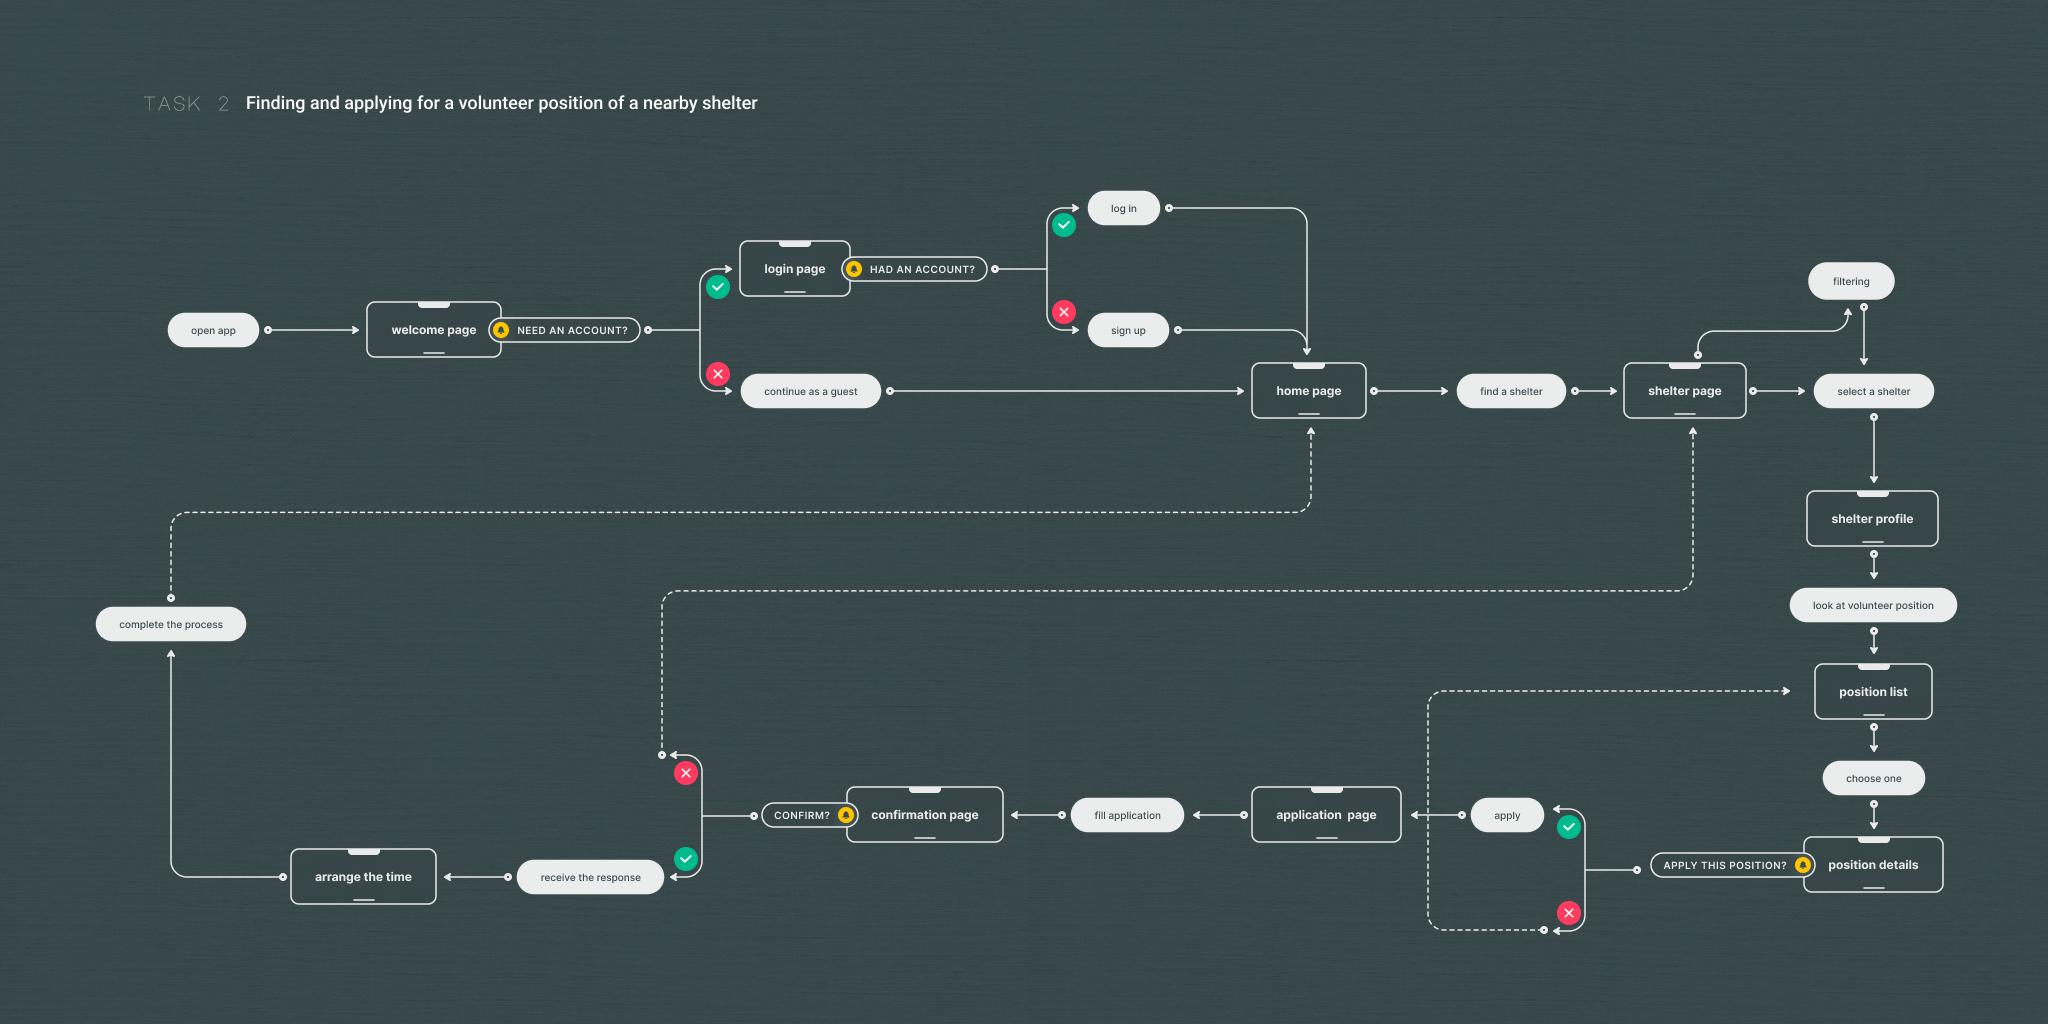 TASK 2 Finding and applying for a volunteer position of a nearby shelter
log in
login page
HAD AN ACCOUNT?
filtering
open app
welcome page
NEED AN ACCOUNT?
sign up
continue as a guest
home page
find a shelter
shelter page
select a shelter
shelter profile
look at volunteer position
complete the process
position list
choose one
CONFIRM?
confirmation page
fill application
application page
apply
APPLY THIS POSITION?
position details
arrange the time
receive the response